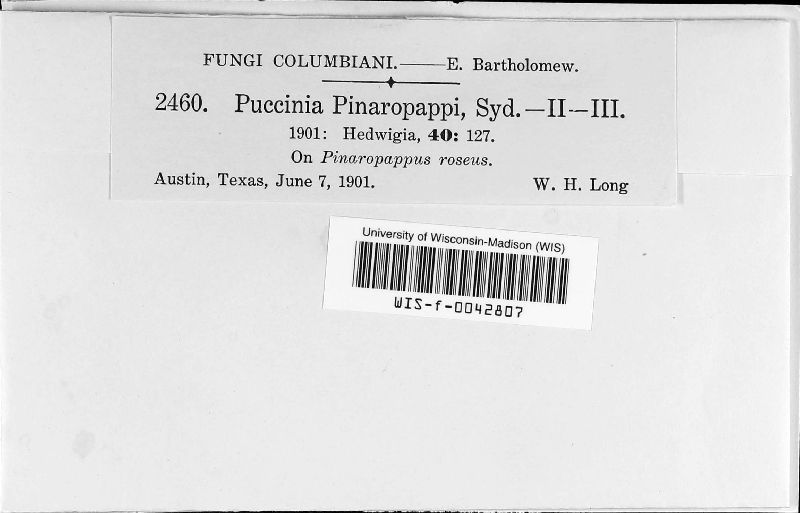 FUNGI COLUMBIANI.——E. Bartholomew.
2460. Puccinia Pinaropappi, Syd.—II—III.
1901: Hedwigia, 40: 127.
On Pinaropappus roseus.
Austin, Texas, June 7, 1901. W. H. Long
University of Wisconsin-Madison (WIS)
WIS-f-0042807